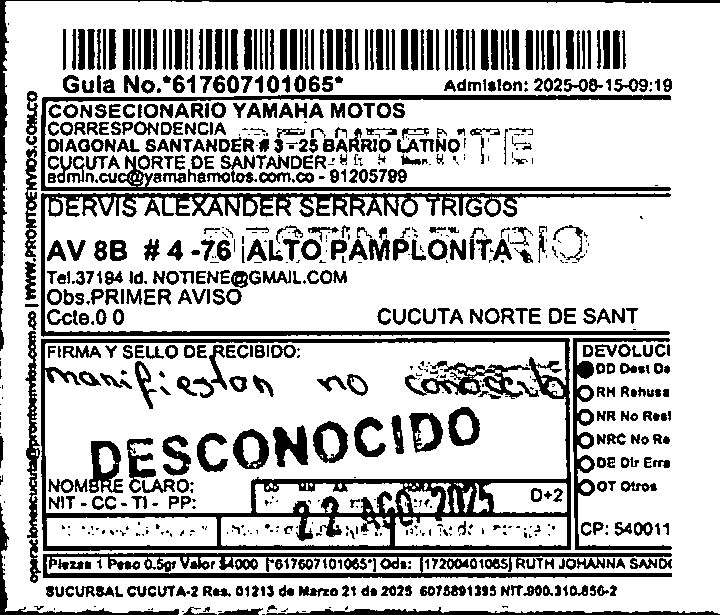 Guia No.*617607101065*
Admision: 2025-08-15-09:19
CONSECIONARIO YAMAHA MOTOS
CORRESPONDENCIA
REMITENTE
DIAGONAL SANTANDER # 3 - 25 BARRIO LATINO
CUCUTA NORTE DE SANTANDER
admin.cuc@yamahamotos.com.co - 91205799
DERVIS ALEXANDER SERRANO TRIGOS
DESTINATARIO
AV 8B # 4 -76 ALTO PAMPLONITA
Tel.37194 Id. NOTIENE@GMAIL.COM
Obs.PRIMER AVISO
Ccte.0 0
CUCUTA NORTE DE SANT
operacionescucuta@prontoenvios.com.co | WWW.PRONTOENVIOS.COM.CO
FIRMA Y SELLO DE RECIBIDO:
manifiestan no conocerlo
DESCONOCIDO
NOMBRE CLARO:
NIT - CC - TI - PP:
DD MM AA HORA
22 AGO 2025
D+2
DEVOLUCI
DD Dest De
RH Rehusa
NR No Resi
NRC No Re
DE Dir Erra
OT Otros
CP: 540011
Piezas 1 Peso 0.5gr Valor $4000 [*617607101065*] Ods: [17200401065] RUTH JOHANNA SANDO
SUCURSAL CUCUTA-2 Res. 01213 de Marzo 21 de 2025 6075891395 NIT.900.310.856-2